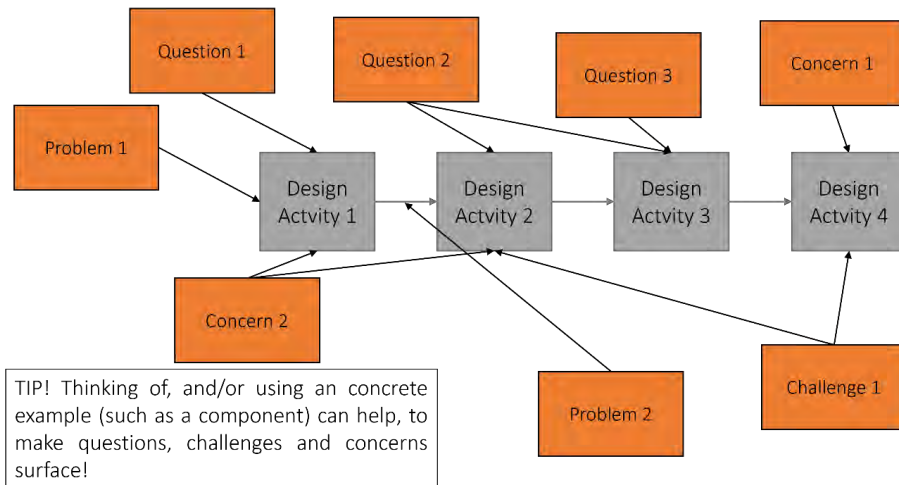 Question 1
Question 2
Question 3
Concern 1
Problem 1
Design
Actvity 1
Design
Actvity 2
Design
Actvity 3
Design
Actvity 4
Concern 2
Challenge 1
Problem 2
TIP! Thinking of, and/or using an concrete
example (such as a component) can help, to
make questions, challenges and concerns
surface!